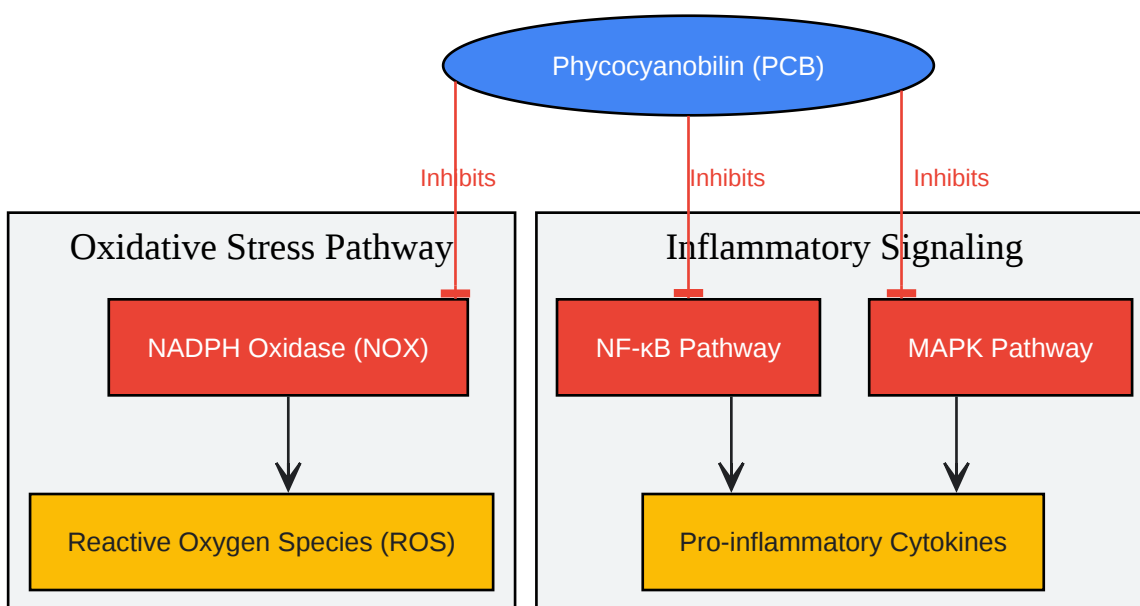 Phycocyanobilin (PCB)
Inhibits
Inhibits
Inhibits
Oxidative Stress Pathway
Inflammatory Signaling
NADPH Oxidase (NOX)
NF-κB Pathway
MAPK Pathway
Reactive Oxygen Species (ROS)
Pro-inflammatory Cytokines